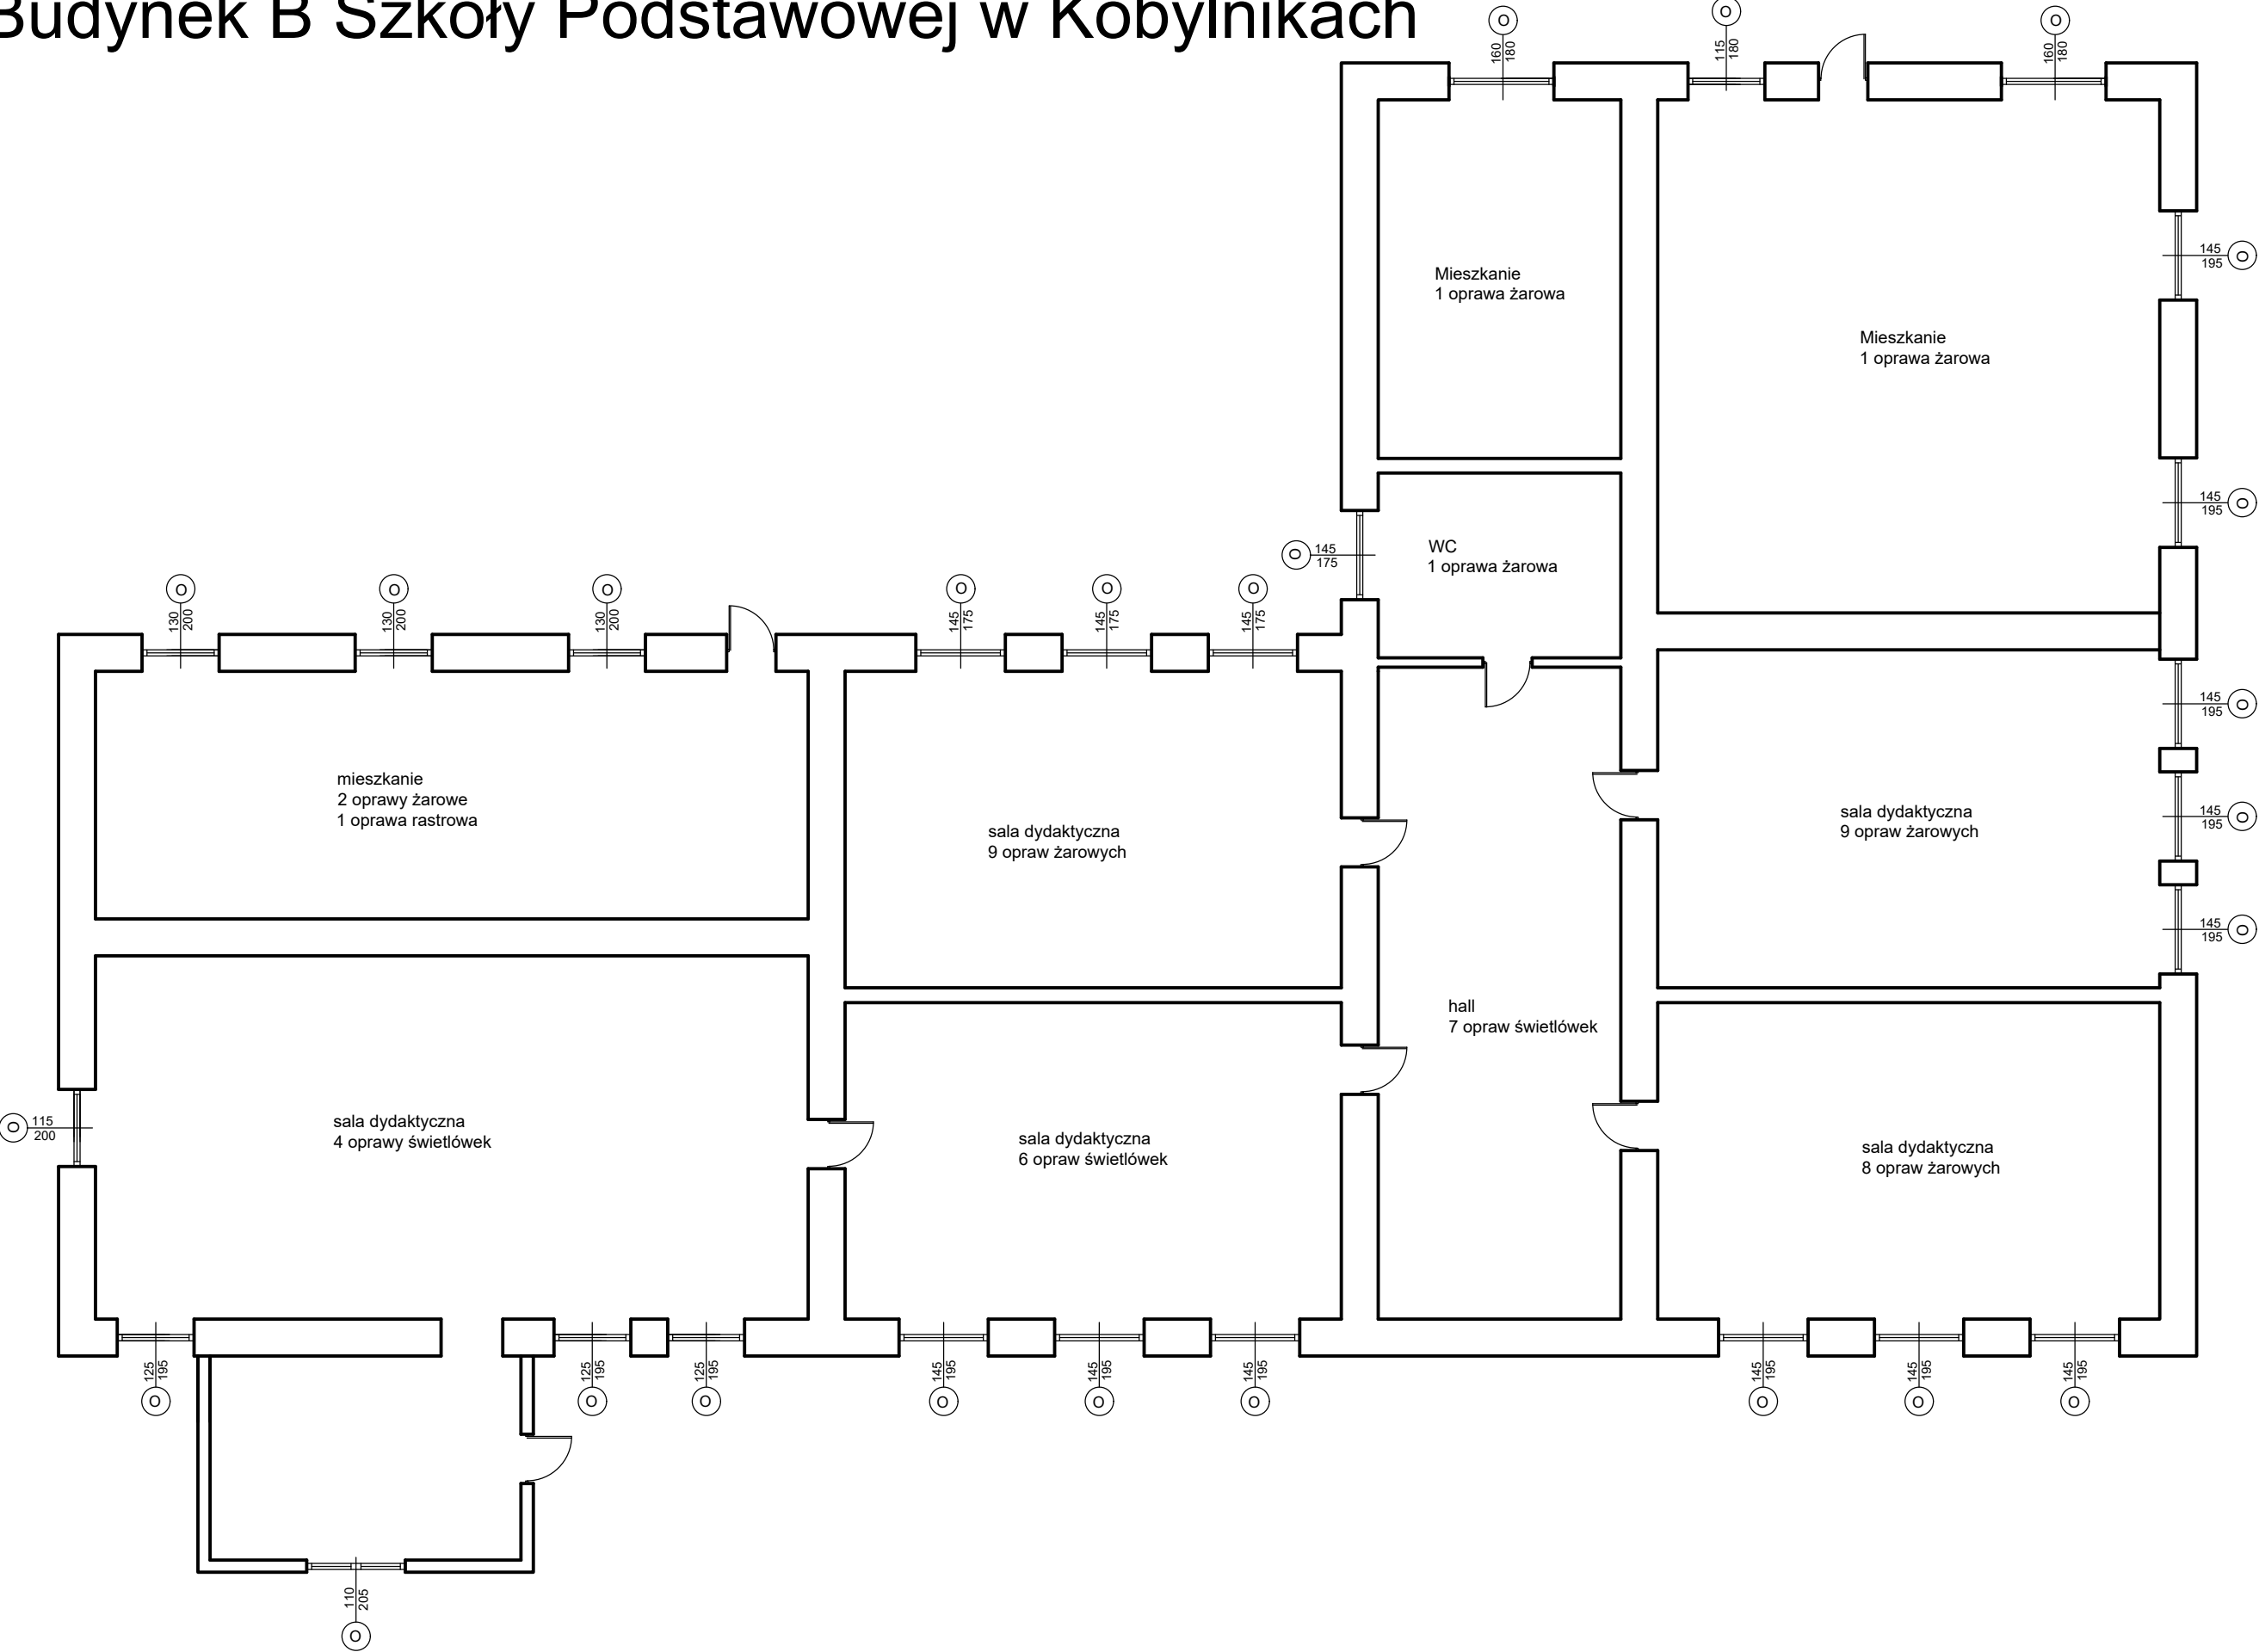 Budynek B Szkoły Podstawowej w Kobylnikach
O
160
180
O
115
180
O
160
180
145
195
O
Mieszkanie
1 oprawa żarowa
Mieszkanie
1 oprawa żarowa
145
195
O
O
145
175
WC
1 oprawa żarowa
O
130
200
O
130
200
O
130
200
O
145
175
O
145
175
O
145
175
145
195
O
mieszkanie
2 oprawy żarowe
1 oprawa rastrowa
sala dydaktyczna
9 opraw żarowych
sala dydaktyczna
9 opraw żarowych
145
195
O
145
195
O
hall
7 opraw świetlówek
O
115
200
sala dydaktyczna
4 oprawy świetlówek
sala dydaktyczna
6 opraw świetlówek
sala dydaktyczna
8 opraw żarowych
125
195
O
125
195
O
125
195
O
145
195
O
145
195
O
145
195
O
145
195
O
145
195
O
145
195
O
110
205
O